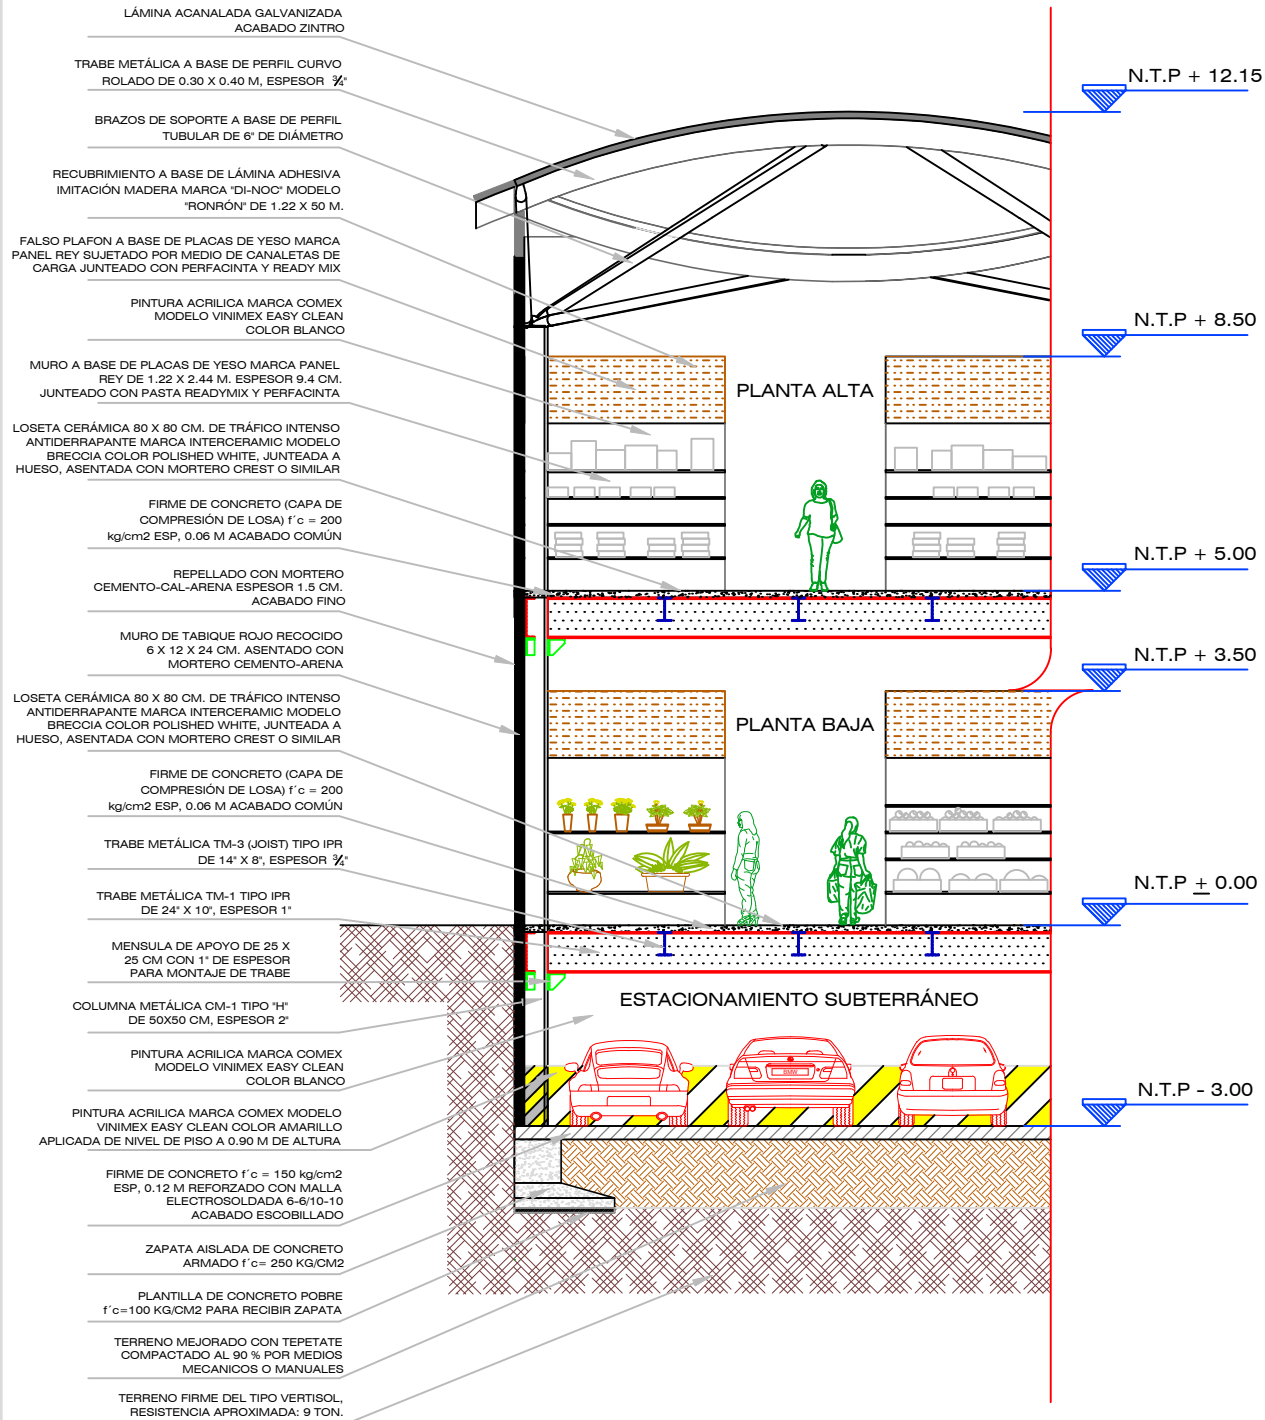 LÁMINA ACANALADA GALVANIZADA
ACABADO ZINTRO
TRABE METÁLICA A BASE DE PERFIL CURVO
ROLADO DE 0.30 X 0.40 M, ESPESOR ¾"
BRAZOS DE SOPORTE A BASE DE PERFIL
TUBULAR DE 6" DE DIÁMETRO
RECUBRIMIENTO A BASE DE LÁMINA ADHESIVA
IMITACIÓN MADERA MARCA "DI-NOC" MODELO
"RONRÓN" DE 1.22 X 50 M.
FALSO PLAFON A BASE DE PLACAS DE YESO MARCA
PANEL REY SUJETADO POR MEDIO DE CANALETAS DE
CARGA JUNTEADO CON PERFACINTA Y READY MIX
PINTURA ACRILICA MARCA COMEX
MODELO VINIMEX EASY CLEAN
COLOR BLANCO
MURO A BASE DE PLACAS DE YESO MARCA PANEL
REY DE 1.22 X 2.44 M. ESPESOR 9.4 CM.
JUNTEADO CON PASTA READYMIX Y PERFACINTA
LOSETA CERÁMICA 80 X 80 CM. DE TRÁFICO INTENSO
ANTIDERRAPANTE MARCA INTERCERAMIC MODELO
BRECCIA COLOR POLISHED WHITE, JUNTEADA A
HUESO, ASENTADA CON MORTERO CREST O SIMILAR
FIRME DE CONCRETO (CAPA DE
COMPRESIÓN DE LOSA) f´c = 200
kg/cm2 ESP, 0.06 M ACABADO COMÚN
REPELLADO CON MORTERO
CEMENTO-CAL-ARENA ESPESOR 1.5 CM.
ACABADO FINO
MURO DE TABIQUE ROJO RECOCIDO
6 X 12 X 24 CM. ASENTADO CON
MORTERO CEMENTO-ARENA
LOSETA CERÁMICA 80 X 80 CM. DE TRÁFICO INTENSO
ANTIDERRAPANTE MARCA INTERCERAMIC MODELO
BRECCIA COLOR POLISHED WHITE, JUNTEADA A
HUESO, ASENTADA CON MORTERO CREST O SIMILAR
FIRME DE CONCRETO (CAPA DE
COMPRESIÓN DE LOSA) f´c = 200
kg/cm2 ESP, 0.06 M ACABADO COMÚN
TRABE METÁLICA TM-3 (JOIST) TIPO IPR
DE 14" X 8", ESPESOR ¾"
TRABE METÁLICA TM-1 TIPO IPR
DE 24" X 10", ESPESOR 1"
MENSULA DE APOYO DE 25 X
25 CM CON 1" DE ESPESOR
PARA MONTAJE DE TRABE
COLUMNA METÁLICA CM-1 TIPO "H"
DE 50X50 CM, ESPESOR 2"
PINTURA ACRILICA MARCA COMEX
MODELO VINIMEX EASY CLEAN
COLOR BLANCO
PINTURA ACRILICA MARCA COMEX MODELO
VINIMEX EASY CLEAN COLOR AMARILLO
APLICADA DE NIVEL DE PISO A 0.90 M DE ALTURA
FIRME DE CONCRETO f´c = 150 kg/cm2
ESP, 0.12 M REFORZADO CON MALLA
ELECTROSOLDADA 6-6/10-10
ACABADO ESCOBILLADO
ZAPATA AISLADA DE CONCRETO
ARMADO f´c= 250 KG/CM2
PLANTILLA DE CONCRETO POBRE
f´c=100 KG/CM2 PARA RECIBIR ZAPATA
TERRENO MEJORADO CON TEPETATE
COMPACTADO AL 90 % POR MEDIOS
MECANICOS O MANUALES
TERRENO FIRME DEL TIPO VERTISOL,
RESISTENCIA APROXIMADA: 9 TON.
PLANTA ALTA
PLANTA BAJA
ESTACIONAMIENTO SUBTERRÁNEO
BMW
N.T.P + 12.15
N.T.P + 8.50
N.T.P + 5.00
N.T.P + 3.50
N.T.P ± 0.00
N.T.P - 3.00